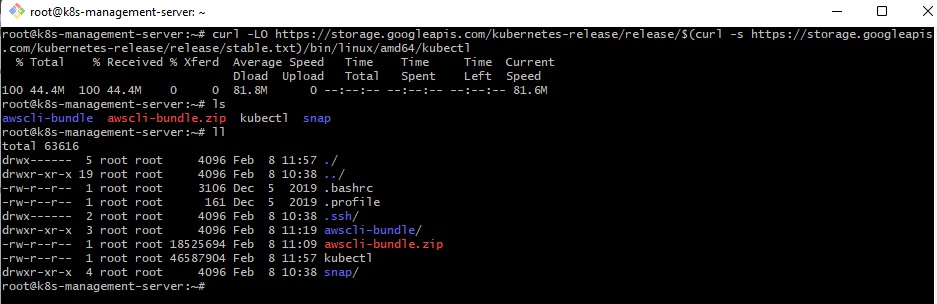 root@k8s-management-server: ~
root@k8s-management-server:~# curl -LO https://storage.googleapis.com/kubernetes-release/release/$(curl -s https://storage.googleapis
.com/kubernetes-release/release/stable.txt)/bin/linux/amd64/kubectl
% Total % Received % Xferd Average Speed Time Time Time Current
Dload Upload Total Spent Left Speed
100 44.4M 100 44.4M 0 0 81.8M 0 --:--:-- --:--:-- --:--:-- 81.6M
root@k8s-management-server:~# ls
awscli-bundle awscli-bundle.zip kubectl snap
root@k8s-management-server:~# ll
total 63616
drwx------ 5 root root 4096 Feb 8 11:57 ./
drwxr-xr-x 19 root root 4096 Feb 8 10:38 ../
-rw-r--r-- 1 root root 3106 Dec 5 2019 .bashrc
-rw-r--r-- 1 root root 161 Dec 5 2019 .profile
drwx------ 2 root root 4096 Feb 8 10:38 .ssh/
drwxr-xr-x 3 root root 4096 Feb 8 11:19 awscli-bundle/
-rw-r--r-- 1 root root 18525694 Feb 8 11:09 awscli-bundle.zip
-rw-r--r-- 1 root root 46587904 Feb 8 11:57 kubectl
drwxr-xr-x 4 root root 4096 Feb 8 10:38 snap/
root@k8s-management-server:~#